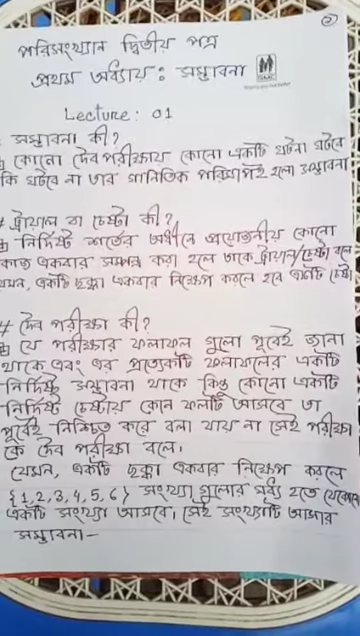 পরিসংখ্যান দ্বিতীয় পত্র
প্রথম অধ্যায় : সম্ভাবনা
Lecture : 01
সম্ভাবনা কী?
কোনো দৈব পরীক্ষায় কোনো একটি ঘটনা ঘটবে
কি ঘটবে না তার গানিতিক পরিমাপই হলো সম্ভাবনা
# ট্রায়াল বা চেষ্টা কী?
নির্দিষ্ট শর্তের অধীনে প্রয়োজনীয় কোনো
কাজ একবার সম্পন্ন করা হলে তাকে ট্রায়াল/চেষ্টা বলে
যেমন, একটি ছক্কা একবার নিক্ষেপ করলে হবে একটি চেষ্টা
# দৈব পরীক্ষা কী?
যে পরীক্ষার ফলাফল গুলো পূর্বেই জানা
থাকে এবং এর প্রত্যেকটি ফলাফলের একটি
নির্দিষ্ট সম্ভাবনা থাকে কিন্তু কোনো একটি
নির্দিষ্ট চেষ্টায় কোন ফলটি আসবে তা
পূর্বেই নিশ্চিত করে বলা যায় না সেই পরীক্ষা
কে দৈব পরীক্ষা বলে।
যেমন, একটি ছক্কা একবার নিক্ষেপ করলে
{1, 2, 3, 4, 5, 6} সংখ্যা গুলোর মধ্য হতে যেকোনো
একটি সংখ্যা আসবে। সেই সংখ্যাটি আসার
সম্ভাবনা—